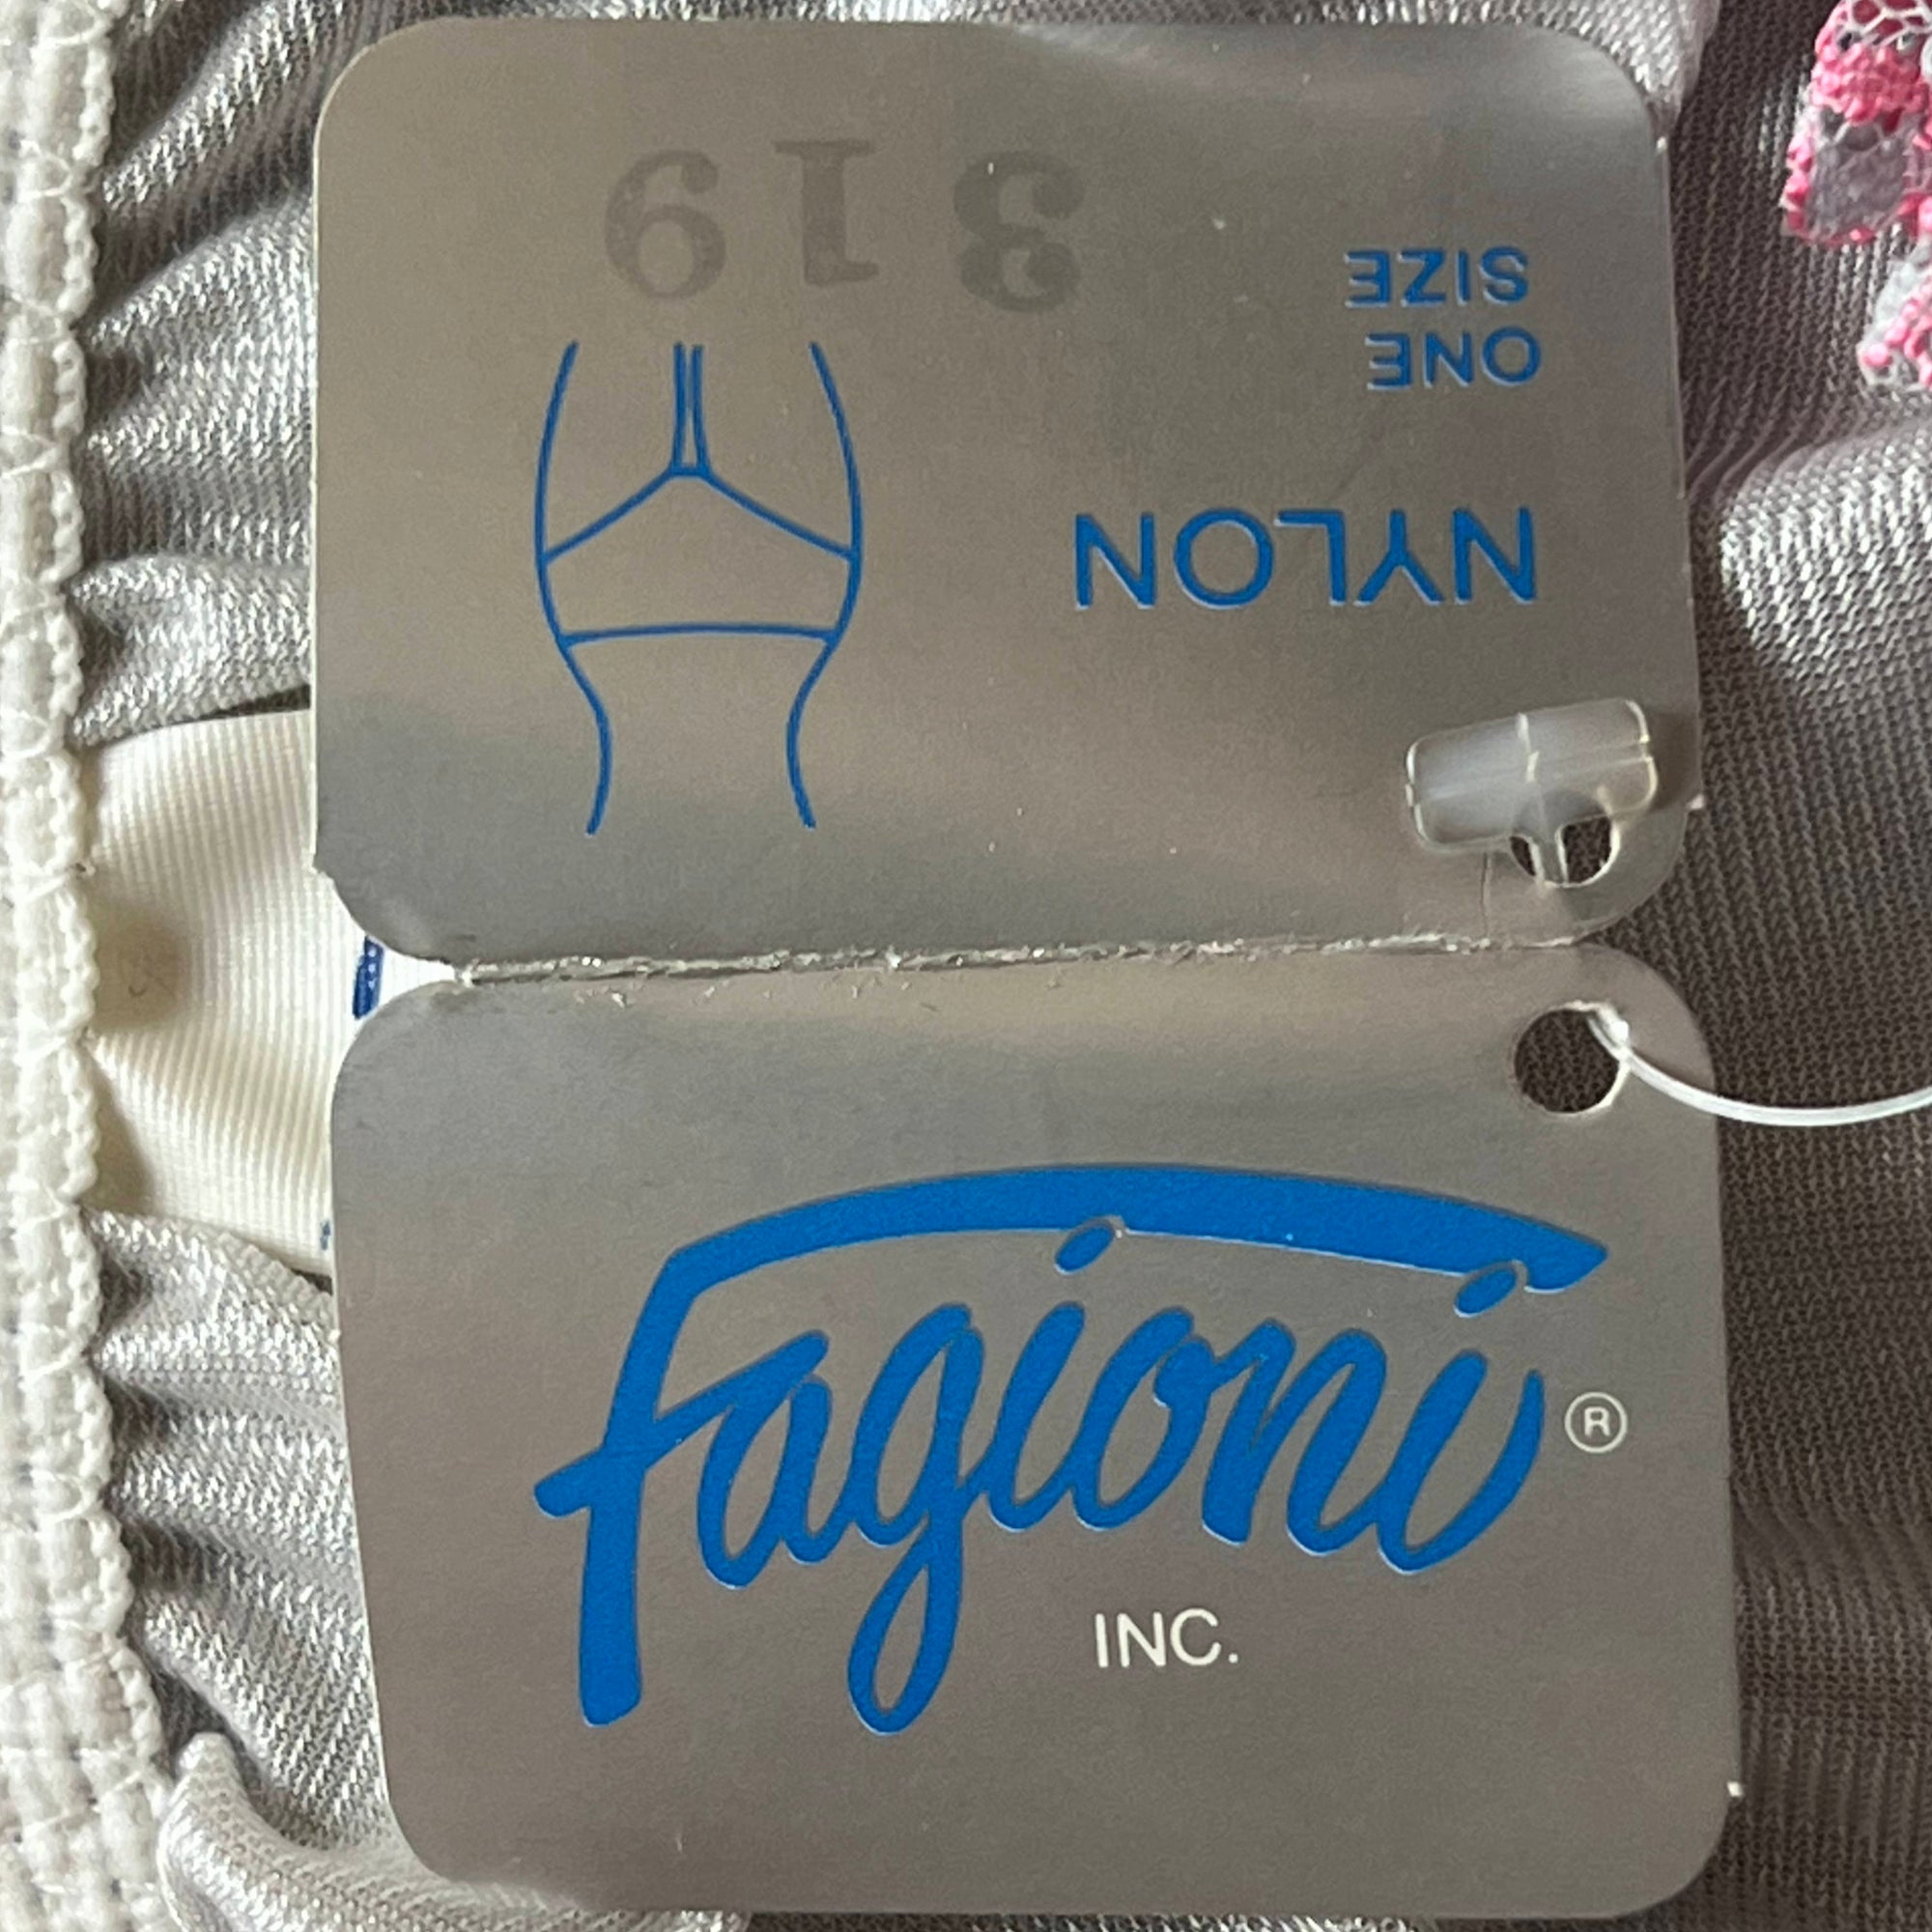 NYLON
ONE
SIZE
319
Fagioni®
INC.